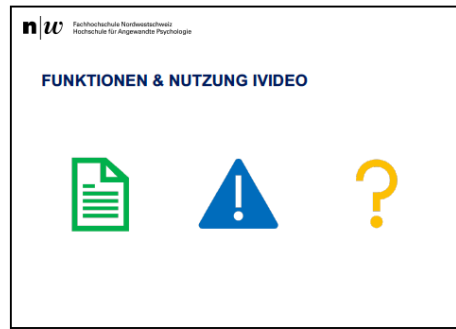 n|w Fachhochschule Nordwestschweiz
Hochschule für Angewandte Psychologie
FUNKTIONEN & NUTZUNG IVIDEO